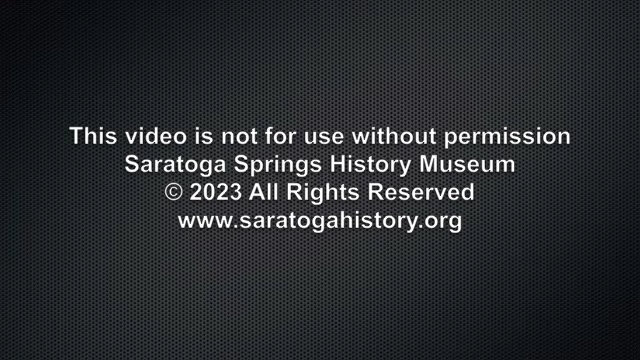 This video is not for use without permission
Saratoga Springs History Museum
© 2023 All Rights Reserved
www.saratogahistory.org